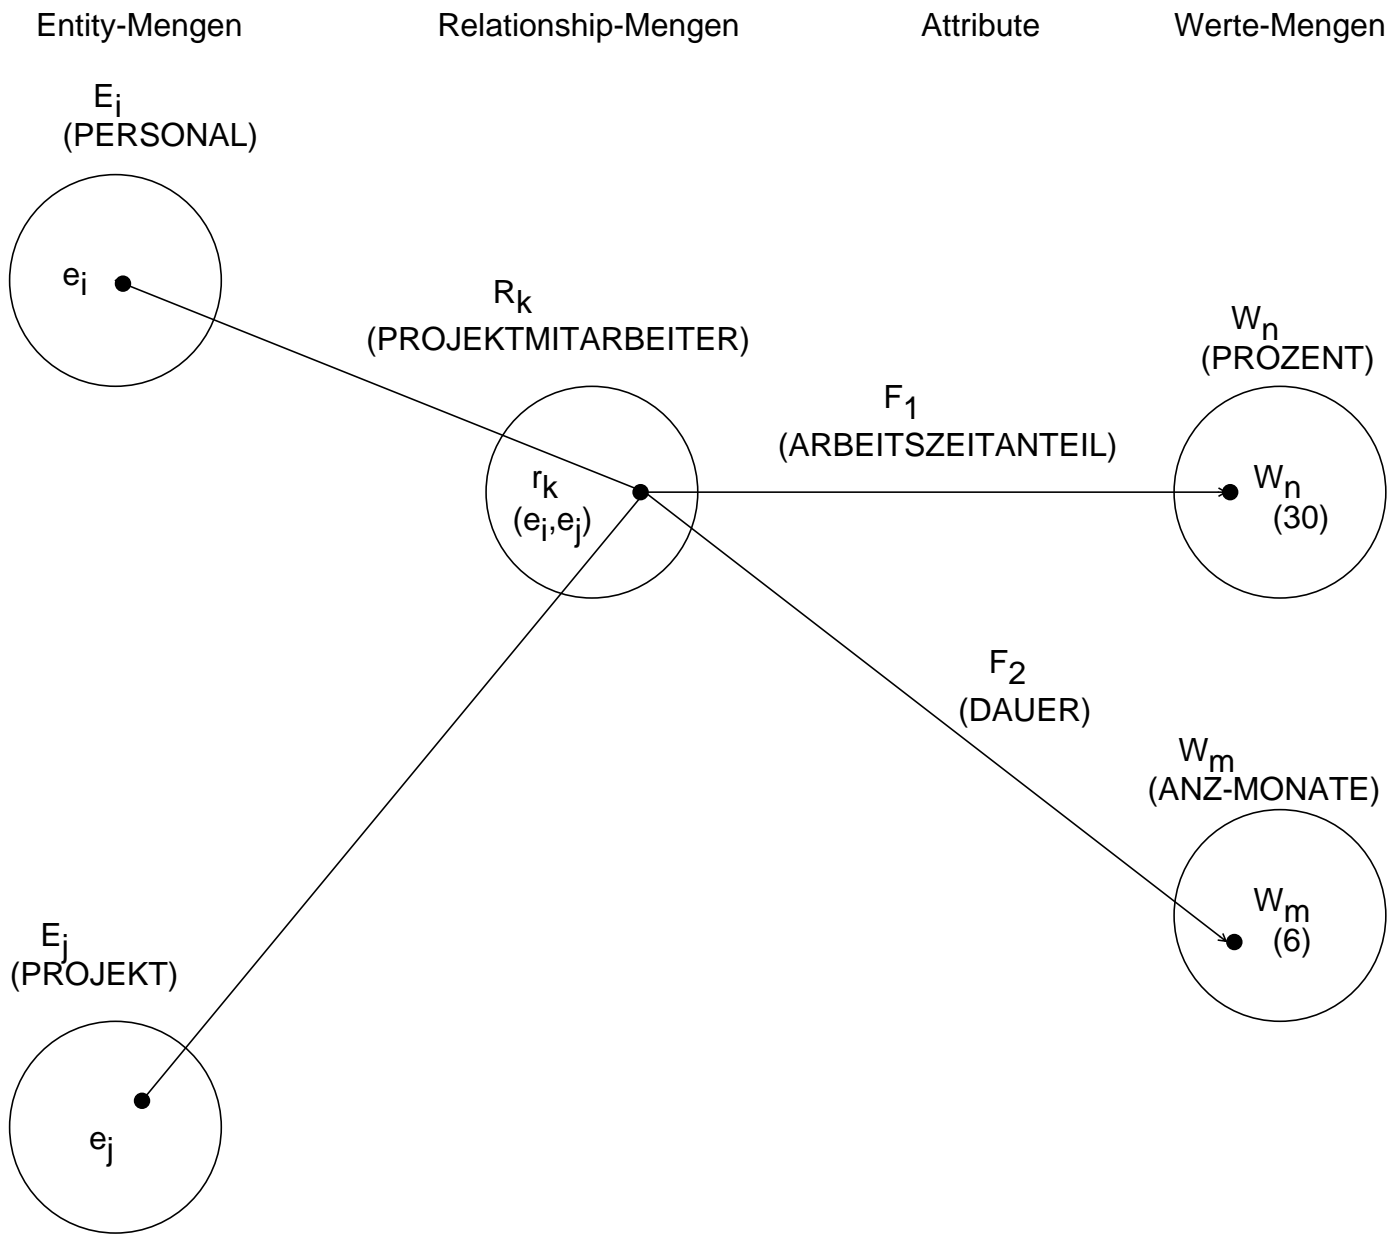 Entity-Mengen Relationship-Mengen Attribute Werte-Mengen
E_i
(PERSONAL)
e_i
R_k
(PROJEKTMITARBEITER)
r_k
(e_i,e_j)
F_1
(ARBEITSZEITANTEIL)
W_n
(PROZENT)
W_n
(30)
F_2
(DAUER)
W_m
(ANZ-MONATE)
W_m
(6)
E_j
(PROJEKT)
e_j